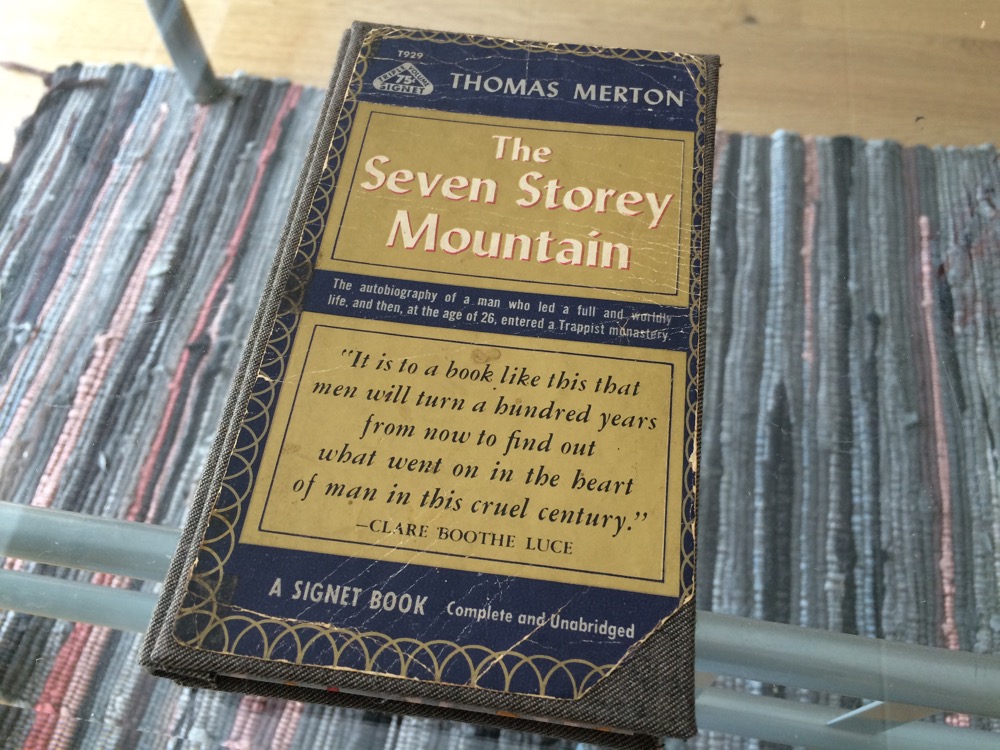 T929
TRIPLE VOLUME
75¢
SIGNET
THOMAS MERTON
The
Seven Storey
Mountain
The autobiography of a man who led a full and worldly
life, and then, at the age of 26, entered a Trappist monastery.
"It is to a book like this that
men will turn a hundred years
from now to find out
what went on in the heart
of man in this cruel century."
—CLARE BOOTHE LUCE
A SIGNET BOOK Complete and Unabridged